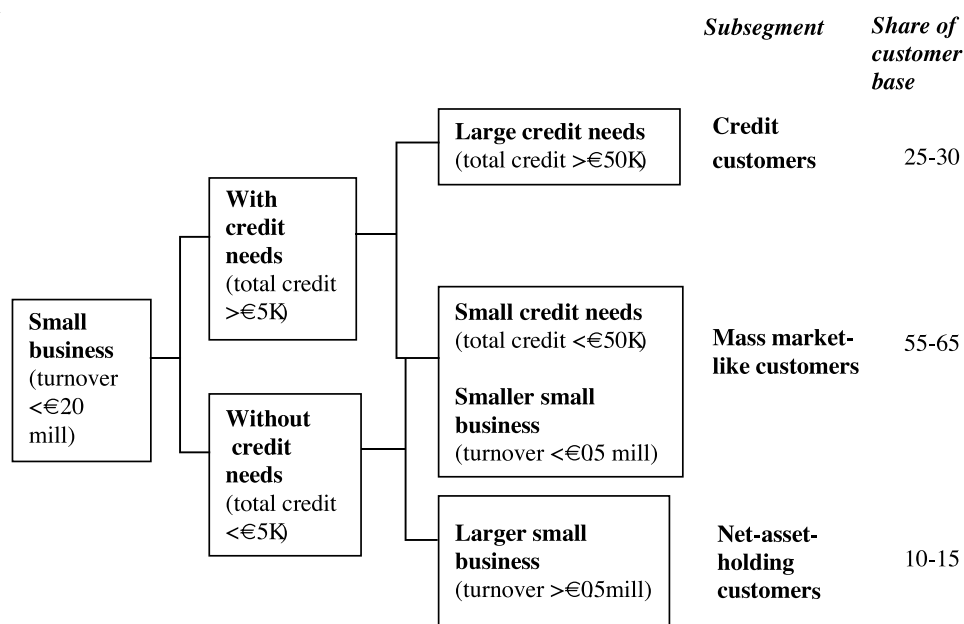 Subsegment
Share of
customer
base
Large credit needs
(total credit >€50K)
Credit
customers
25-30
With
credit
needs
(total credit
>€5K)
Small
business
(turnover
<€20
mill)
Small credit needs
(total credit <€50K)
Smaller small
business
(turnover <€05 mill)
Mass market-
like customers
55-65
Without
credit
needs
(total credit
<€5K)
Larger small
business
(turnover >€05mill)
Net-asset-
holding
customers
10-15